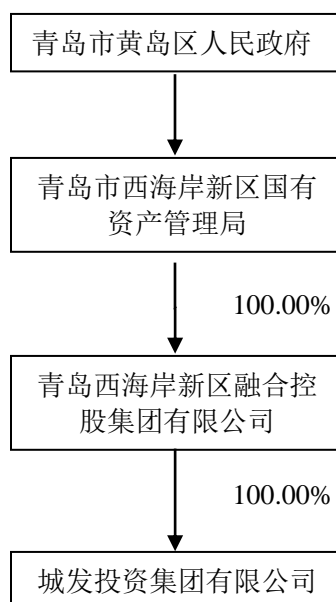 青岛市黄岛区人民政府
青岛市西海岸新区国有
资产管理局
100.00%
青岛西海岸新区融合控
股集团有限公司
100.00%
城发投资集团有限公司